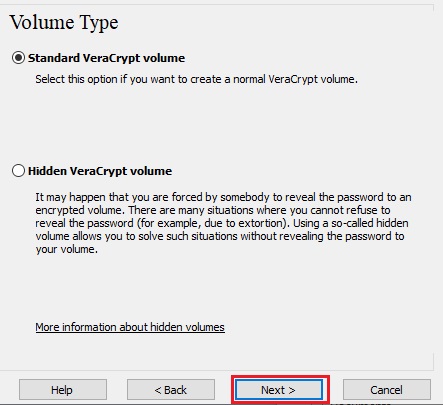 Volume Type
Standard VeraCrypt volume
Select this option if you want to create a normal VeraCrypt volume.
Hidden VeraCrypt volume
It may happen that you are forced by somebody to reveal the password to an
encrypted volume. There are many situations where you cannot refuse to
reveal the password (for example, due to extortion). Using a so-called hidden
volume allows you to solve such situations without revealing the password to
your volume.
More information about hidden volumes
Help < Back Next > Cancel